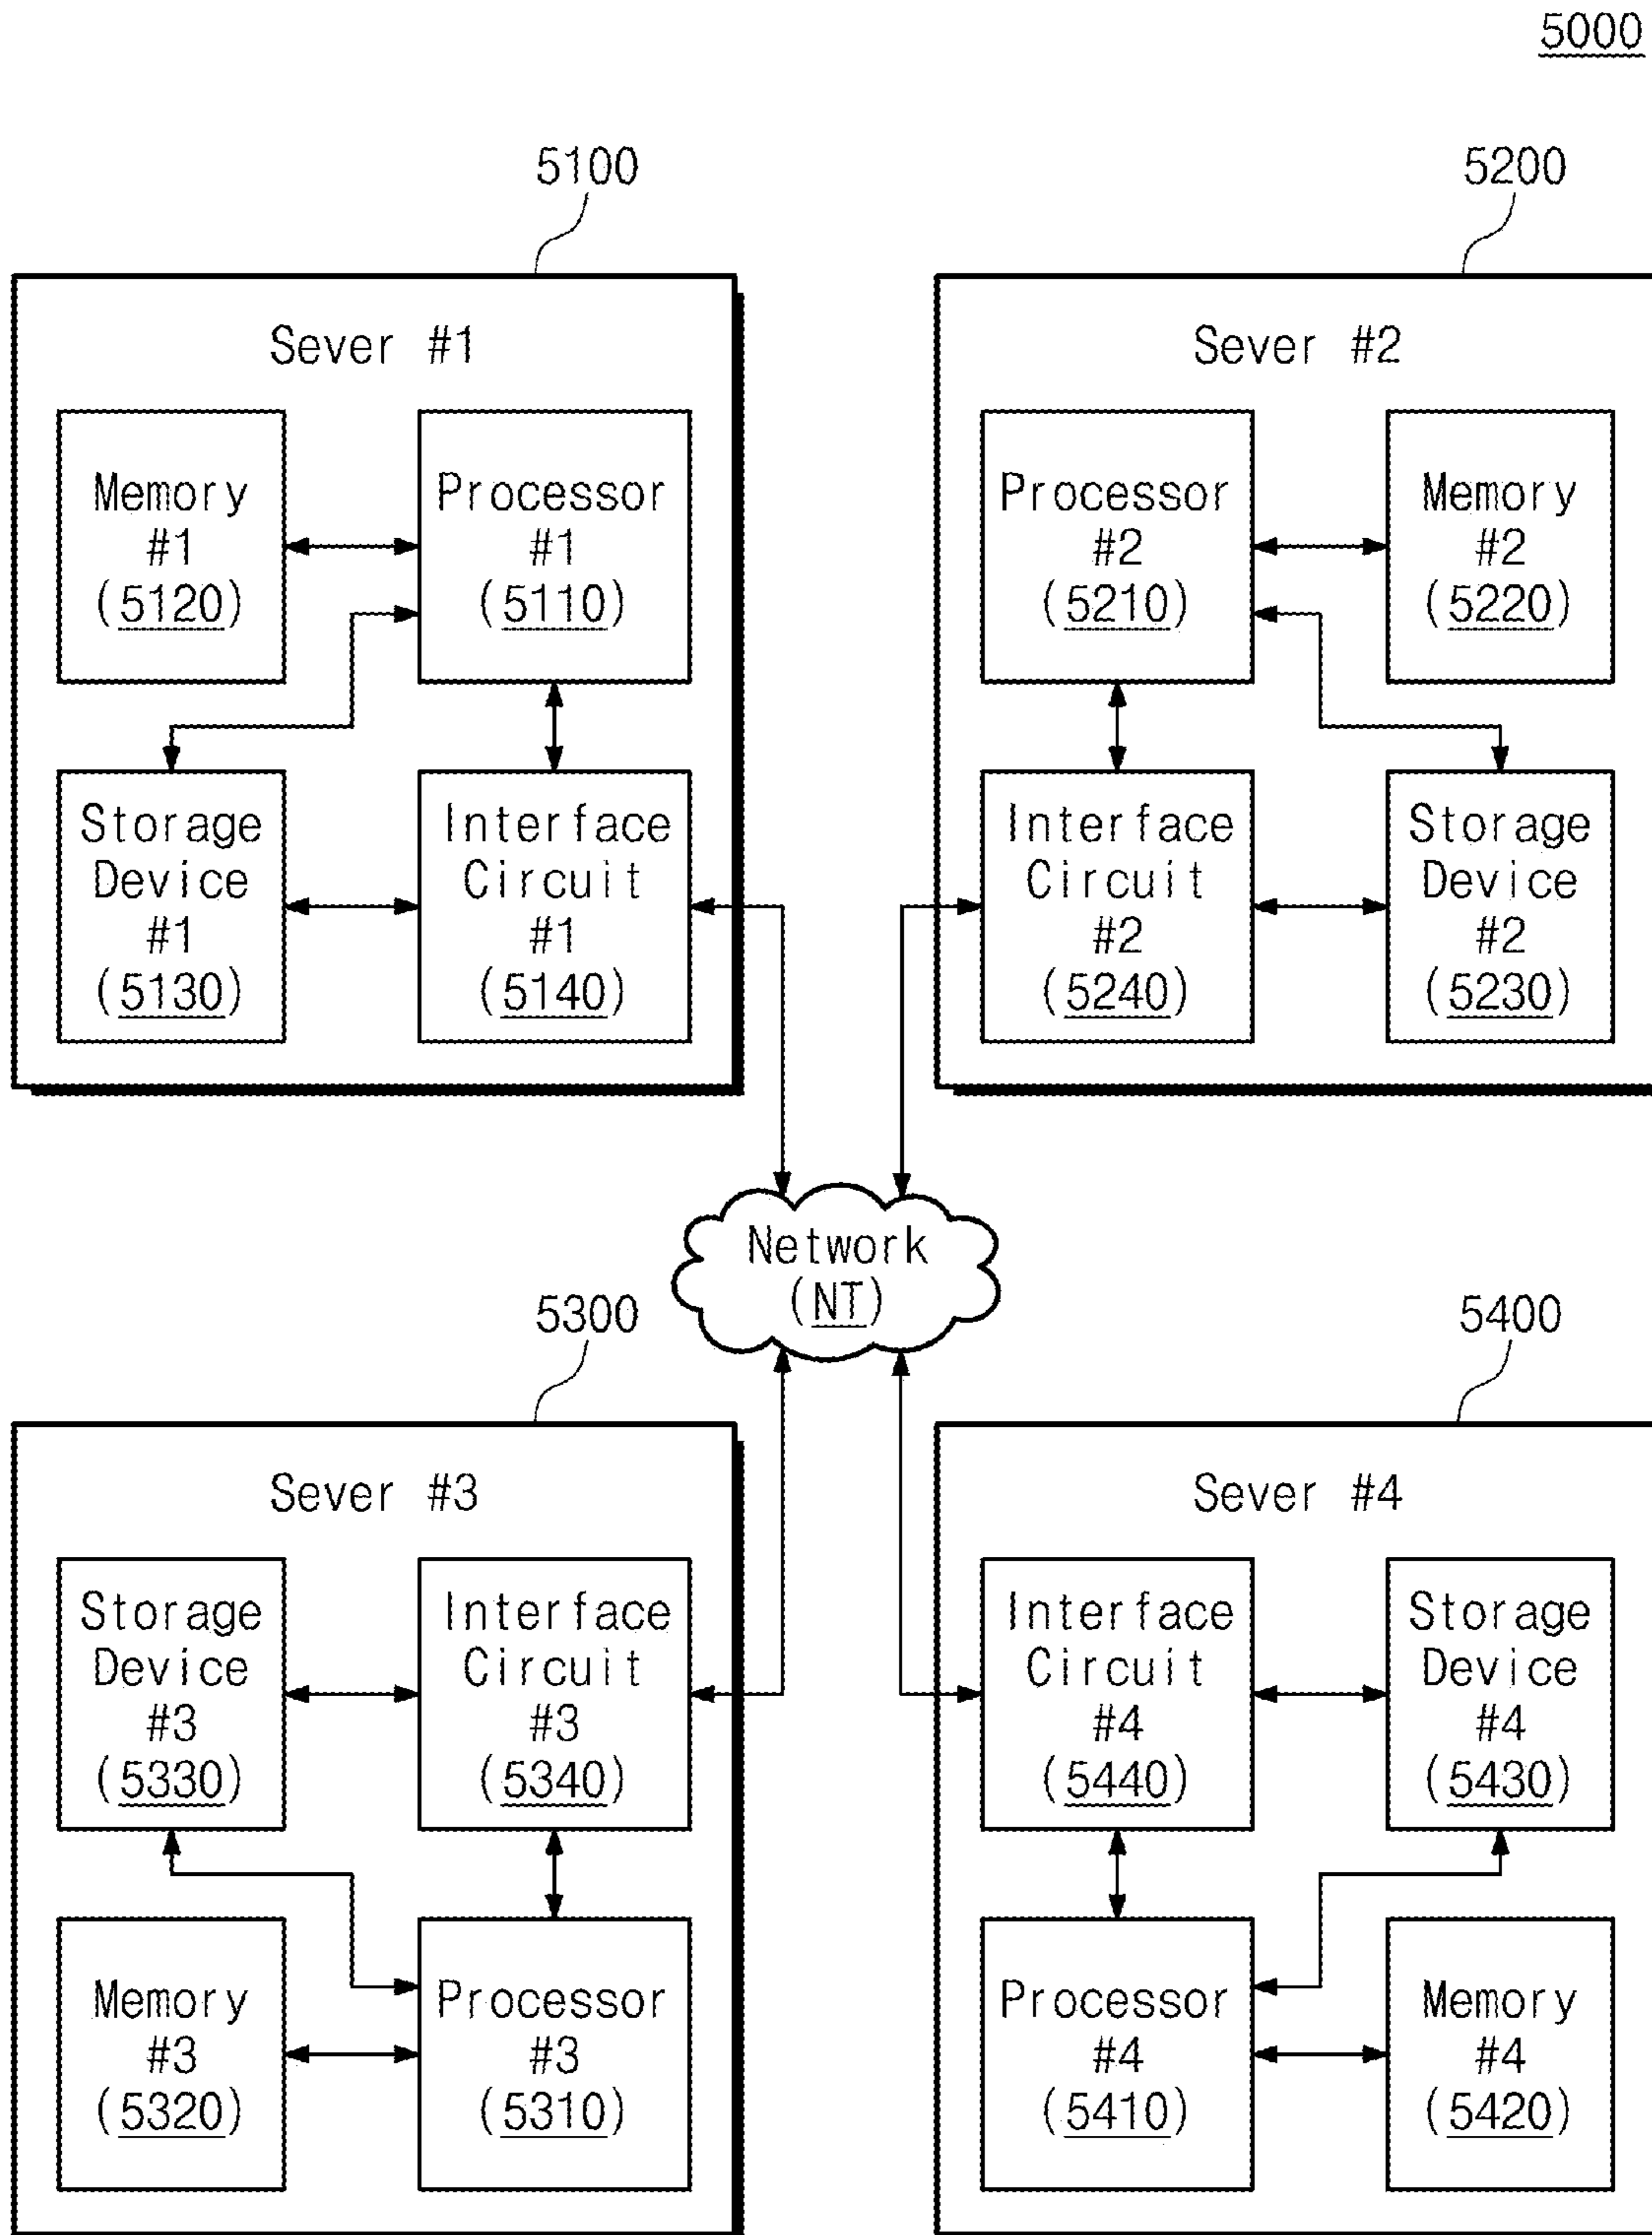 5000
5100
5200
Sever #1
Memory
#1
(5120)
Processor
#1
(5110)
Storage
Device
#1
(5130)
Interface
Circuit
#1
(5140)
Sever #2
Processor
#2
(5210)
Memory
#2
(5220)
Interface
Circuit
#2
(5240)
Storage
Device
#2
(5230)
Network
(NT)
5300
5400
Sever #3
Storage
Device
#3
(5330)
Interface
Circuit
#3
(5340)
Memory
#3
(5320)
Processor
#3
(5310)
Sever #4
Interface
Circuit
#4
(5440)
Storage
Device
#4
(5430)
Processor
#4
(5410)
Memory
#4
(5420)